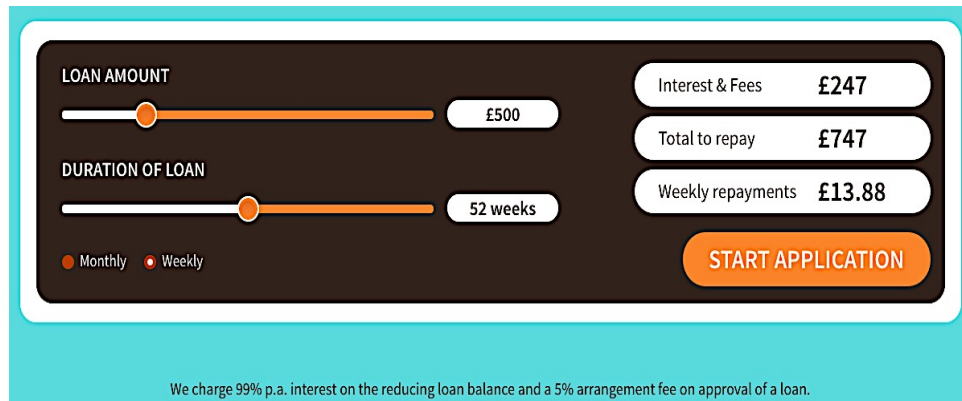 LOAN AMOUNT
£500
DURATION OF LOAN
52 weeks
Monthly Weekly
Interest & Fees £247
Total to repay £747
Weekly repayments £13.88
START APPLICATION
We charge 99% p.a. interest on the reducing loan balance and a 5% arrangement fee on approval of a loan.